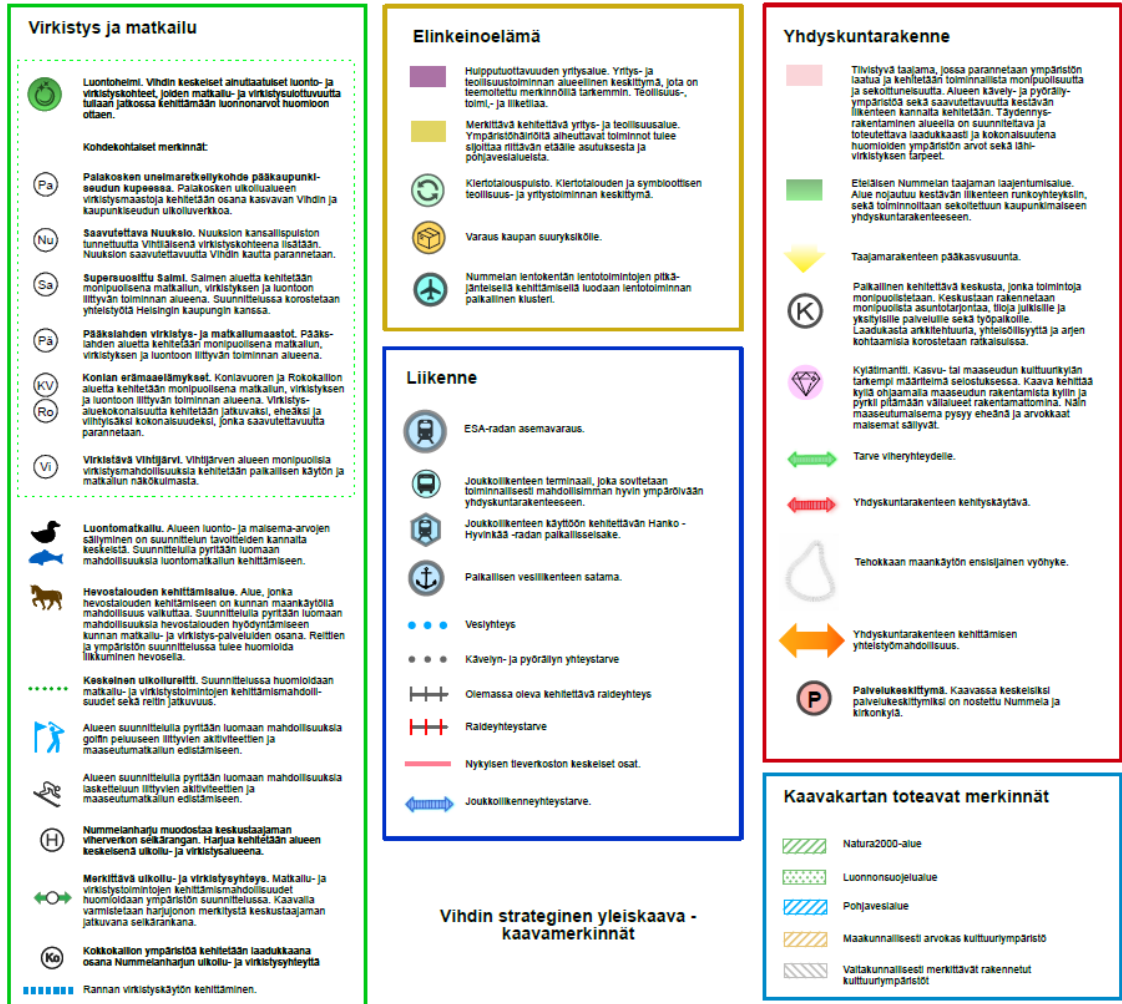 Virkistys ja matkailu
Luontohelmi. Vihdin keskeiset ainutlaatuiset luonto- ja
virkistyskohteet, joiden matkailu- ja virkistysulottuvuutta
tullaan jatkossa kehittämään luonnonarvot huomioon
ottaen.
Kohdekohtaiset merkinnät:
Pa
Palakosken unelmaretkeilykohde pääkaupunki-
seudun kupeessa. Palakosken ulkoilualueen
virkistysmaastoja kehitetään osana kasvavan Vihdin ja
kaupunkiseudun ulkoiluverkkoa.
Nu
Saavutettava Nuuksio. Nuuksion kansallispuiston
tunnettuutta Vihtiläisenä virkistyskohteena lisätään.
Nuuksion saavutettavuutta Vihdin kautta parannetaan.
Sa
Supersuosittu Salmi. Salmen aluetta kehitetään
monipuolisena matkailun, virkistyksen ja luontoon
liittyvän toiminnan alueena. Suunnittelussa korostetaan
yhteistyötä Helsingin kaupungin kanssa.
Pä
Pääkslahden virkistys- ja matkailumaastot. Pääks-
lahden aluetta kehitetään monipuolisena matkailun,
virkistyksen ja luontoon liittyvän toiminnan alueena.
KV
Ro
Konian erämaaelämykset. Koniavuoren ja Rokokallion
aluetta kehitetään monipuolisena matkailun, virkistyksen
ja luontoon liittyvän toiminnan alueena. Virkistys-
aluekokonaisuutta kehitetään jatkuvaksi, eheäksi ja
viihtyisäksi kokonaisuudeksi, jonka saavutettavuutta
parannetaan.
Vi
Virkistävä Vihtijärvi. Vihtijärven alueen monipuolisia
virkistysmahdollisuuksia kehitetään paikallisen käytön ja
matkailun näkökulmasta.
Luontomatkailu. Alueen luonto- ja maisema-arvojen
säilyminen on suunnittelun tavoitteiden kannalta
keskeistä. Suunnittelulla pyritään luomaan
mahdollisuuksia luontomatkailun kehittämiseen.
Hevostalouden kehittämisalue. Alue, jonka
hevostalouden kehitämiseen on kunnan maankäytöllä
mahdollisuus vaikuttaa. Suunnittelulla pyritään luomaan
mahdollisuuksia hevostalouden hyödyntämiseen
kunnan matkailu- ja virkistys-palveluiden osana. Reittien
ja ympäristön suunnittelussa tulee huomioida
liikkuminen hevosella.
Keskeinen ulkoilureitti. Suunnittelussa huomioidaan
matkailu- ja virkistystoimintojen kehittämismahdolli-
suudet sekä reitin jatkuvuus.
Alueen suunnittelulla pyritään luomaan mahdollisuuksia
golfin peluuseen liittyvien akitiviteettien ja
maaseutumatkailun edistämiseen.
Alueen suunnittelulla pyritään luomaan mahdollisuuksia
lasketteluun liittyvien akitiviteettien ja
maaseutumatkailun edistämiseen.
H
Nummelanharju muodostaa keskustaajaman
viherverkon selkärangan. Harjua kehitetään alueen
keskeisenä ulkoilu- ja virkistysalueena.
Merkittävä ulkoilu- ja virkistysyhteys. Matkailu- ja
virkistystoimintojen kehittämismahdollisuudet
huomioidaan ympäristön suunnittelussa. Kaavalla
varmistetaan harjujonon merkitystä keskustaajaman
jatkuvana selkärankana.
Ko
Kokkokallion ympäristöä kehitetään laadukkaana
osana Nummelanharjun ulkoilu- ja virkistysyhteyttä
Rannan virkistyskäytön kehittäminen.
Elinkeinoelämä
Huipputuottavuuden yritysalue. Yritys- ja
teollisuustoiminnan alueellinen keskittymä, jota on
teemoitettu merkinnöillä tarkemmin. Teollisuus-,
toimi,- ja liiketilaa.
Merkittävä kehitettävä yritys- ja teollisuusalue.
Ympäristöhäiriöitä aiheuttavat toiminnot tulee
sijoittaa riittävän etäälle asutuksesta ja
pohjavesialueista.
Kiertotalouspuisto. Kiertotalouden ja symbioottisen
teollisuus- ja yritystoiminnan keskittymä.
Varaus kaupan suuryksikölle.
Nummelan lentokentän lentotoimintojen pitkä-
jänteisellä kehittämisellä luodaan lentotoiminnan
paikallinen klusteri.
Liikenne
ESA-radan asemavaraus.
Joukkoliikenteen terminaali, joka sovitetaan
toiminnallisesti mahdollisimman hyvin ympäröivään
yhdyskuntarakenteeseen.
Joukkoliikenteen käyttöön kehitettävän Hanko -
Hyvinkää -radan paikallisseisake.
Paikallisen vesiliikenteen satama.
Vesiyhteys
Kävelyn- ja pyöräilyn yhteystarve
Olemassa oleva kehitettävä raideyhteys
Raideyhteystarve
Nykyisen tieverkoston keskeiset osat.
Joukkoliikenneyhteystarve.
Vihdin strateginen yleiskaava -
kaavamerkinnät
Yhdyskuntarakenne
Tiivistyvä taajama, jossa parannetaan ympäristön
laatua ja kehitetään toiminnallista monipuolisuutta
ja sekoittuneisuutta. Alueen kävely- ja pyöräily-
ympäristöä sekä saavutettavuutta kestävän
liikenteen kannalta kehitetään. Täydennys-
rakentaminen alueella on suunniteltava ja
toteutettava laadukkaasti ja kokonaisuutena
huomioiden ympäristön arvot sekä lähi-
virkistyksen tarpeet.
Eteläisen Nummelan taajaman laajentumisalue.
Alue nojautuu kestävän liikenteen runkoyhteyksiin,
sekä toiminnoiltaan sekoitettuun kaupunkimaiseen
yhdyskuntarakenteeseen.
Taajamarakenteen pääkasvusuunta.
K
Paikallinen kehitettävä keskusta, jonka toimintoja
monipuolistetaan. Keskustaan rakennetaan
monipuolista asuntotarjontaa, tiloja julkisille ja
yksityisille palveluille sekä työpaikoille.
Laadukasta arkkitehtuuria, yhteisöllisyyttä ja arjen
kohtaamisia korostetaan ratkaisuissa.
Kylätimantti. Kasvu- tai maaseudun kulttuurikylän
tarkempi määritelmä selostuksessa. Kaava kehittää
kyliä ohjaamalla maaseudun rakentamista kyliin ja
pyrkii pitämään välialueet rakentamattomina. Näin
maaseutumaisema pysyy eheänä ja arvokkaat
maisemat säilyvät.
Tarve viheryhteydelle.
Yhdyskuntarakenteen kehityskäytävä.
Tehokkaan maankäytön ensisijainen vyöhyke.
Yhdyskuntarakenteen kehittämisen
yhteistyömahdollisuus.
P
Palvelukeskittymä. Kaavassa keskeisiksi
palvelukeskittymiksi on nostettu Nummela ja
kirkonkylä.
Kaavakartan toteavat merkinnät
Natura2000-alue
Luonnonsuojelualue
Pohjavesialue
Maakunnallisesti arvokas kulttuuriympäristö
Valtakunnallisesti merkittävät rakennetut
kulttuuriympäristöt